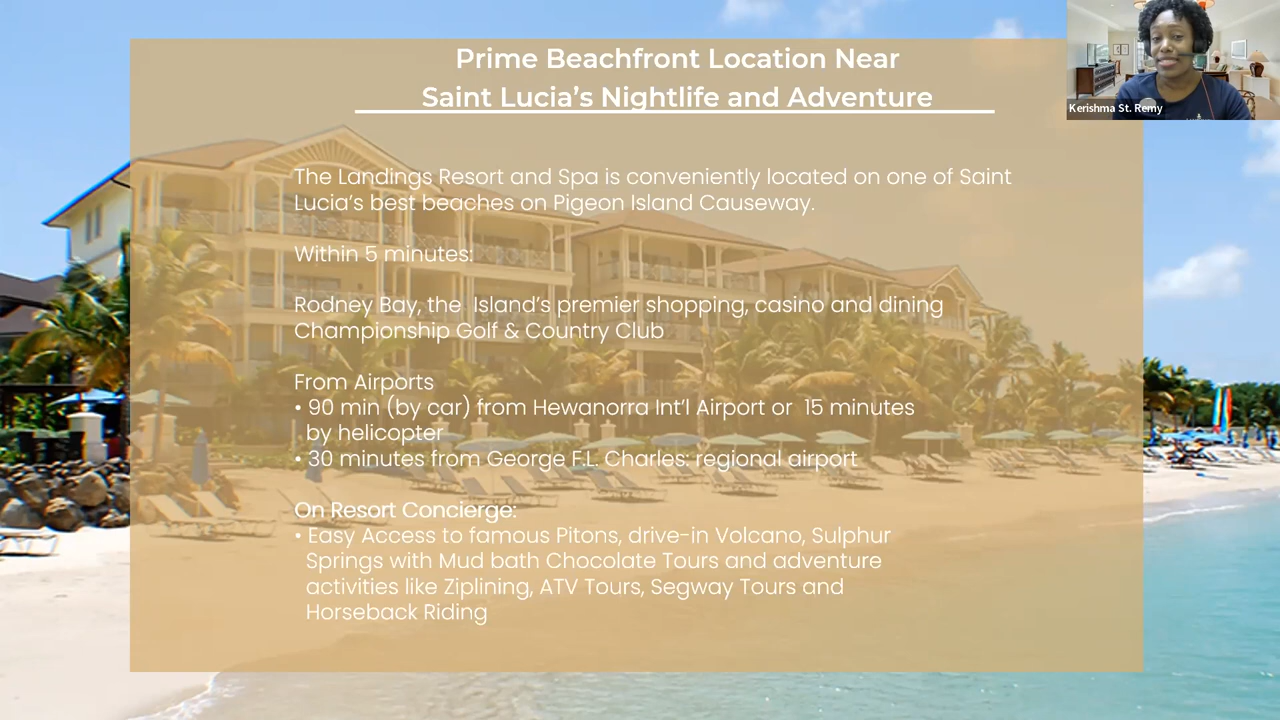 Prime Beachfront Location Near
Saint Lucia's Nightlife and Adventure
Kerishma St. Remy
The Landings Resort and Spa is conveniently located on one of Saint
Lucia's best beaches on Pigeon Island Causeway.
Within 5 minutes:
Rodney Bay, the Island's premier shopping, casino and dining
Championship Golf & Country Club
From Airports
• 90 min (by car) from Hewanorra Int'l Airport or 15 minutes
by helicopter
• 30 minutes from George F.L. Charles: regional airport
On Resort Concierge:
• Easy Access to famous Pitons, drive-in Volcano, Sulphur
Springs with Mud bath Chocolate Tours and adventure
activities like Ziplining, ATV Tours, Segway Tours and
Horseback Riding